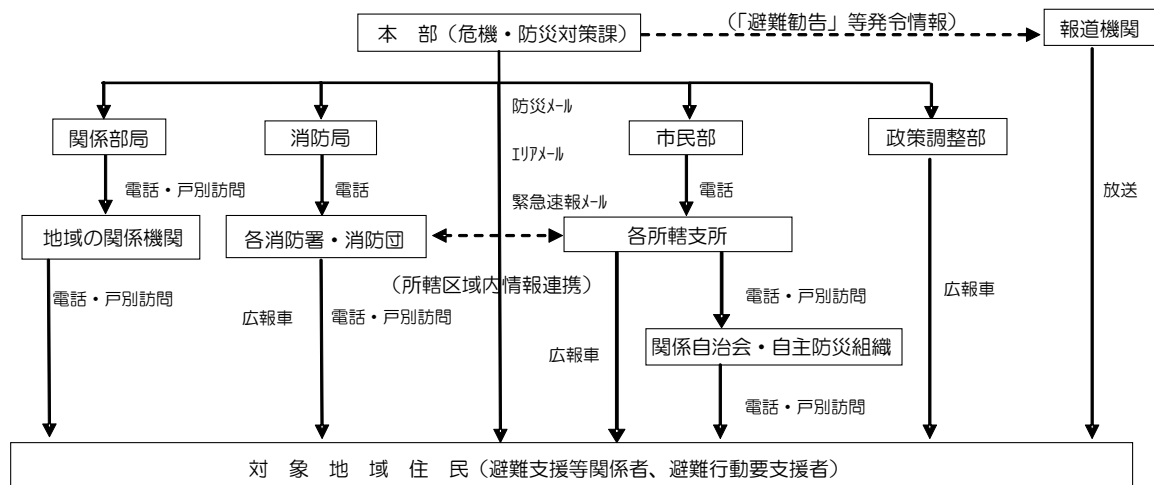 本 部（危機・防災対策課）
（「避難勧告」等発令情報）
報道機関
防災ﾒｰﾙ
関係部局
消防局
市民部
政策調整部
ｴﾘｱﾒｰﾙ
電話・戸別訪問
電話
電話
放送
緊急速報ﾒｰﾙ
地域の関係機関
各消防署・消防団
各所轄支所
（所轄区域内情報連携）
電話・戸別訪問
電話・戸別訪問
広報車
広報車
電話・戸別訪問
関係自治会・自主防災組織
広報車
電話・戸別訪問
対 象 地 域 住 民（避難支援等関係者、避難行動要支援者）